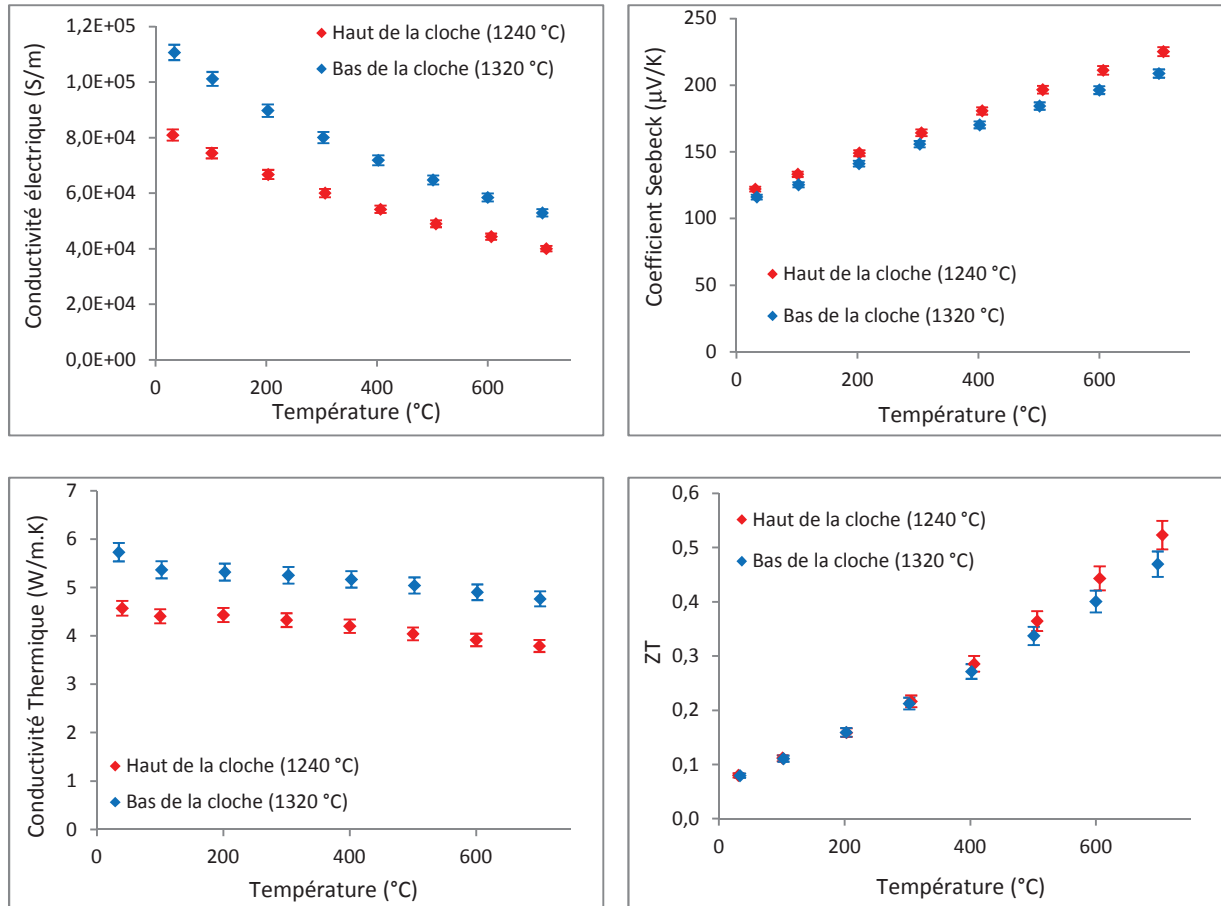 1,2E+05
1,0E+05
8,0E+04
6,0E+04
4,0E+04
2,0E+04
0,0E+00
0 200 400 600
Température (°C)
Conductivité électrique (S/m)
Haut de la cloche (1240 °C)
Bas de la cloche (1320 °C)
250
200
150
100
50
0
0 200 400 600
Température (°C)
Coefficient Seebeck (µV/K)
Haut de la cloche (1240 °C)
Bas de la cloche (1320 °C)
7
6
5
4
3
2
1
0
0 200 400 600
Température (°C)
Conductivité Thermique (W/m.K)
Haut de la cloche (1240 °C)
Bas de la cloche (1320 °C)
0,6
0,5
0,4
0,3
0,2
0,1
0,0
0 200 400 600
Température (°C)
ZT
Haut de la cloche (1240 °C)
Bas de la cloche (1320 °C)